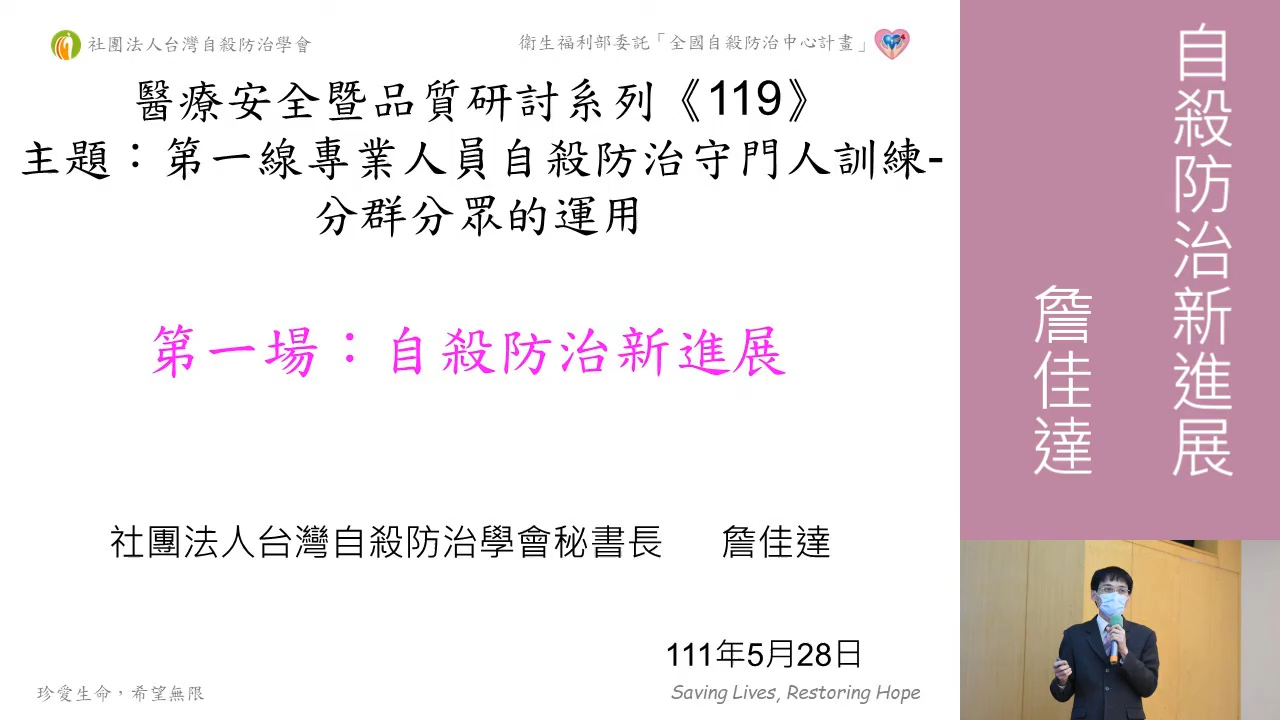 社團法人台灣自殺防治學會
衛生福利部委託「全國自殺防治中心計畫」
醫療安全暨品質研討系列《119》
主題：第一線專業人員自殺防治守門人訓練-
分群分眾的運用
第一場：自殺防治新進展
社團法人台灣自殺防治學會秘書長 詹佳達
111年5月28日
珍愛生命，希望無限
Saving Lives, Restoring Hope
自殺防治新進展
詹佳達